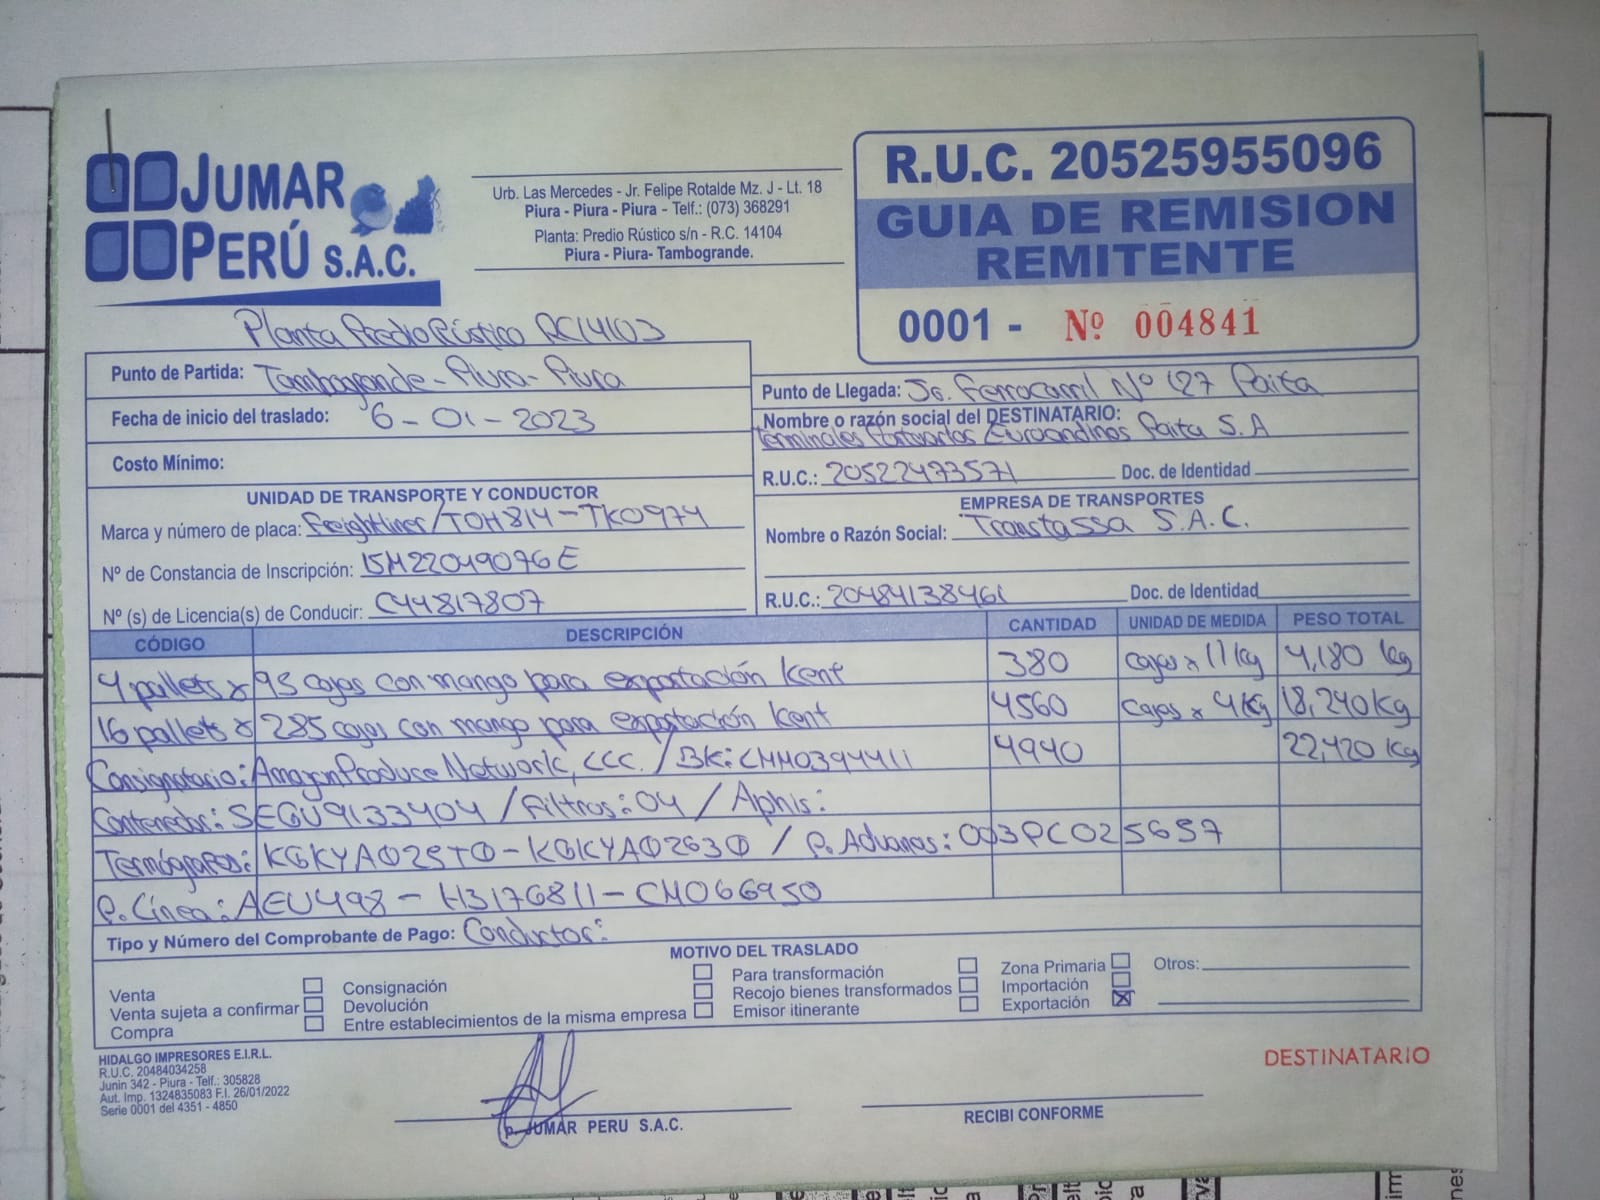 JUMAR
PERÚ S.A.C.
Urb. Las Mercedes - Jr. Felipe Rotalde Mz. J - Lt. 18
Piura - Piura - Piura - Telf.: (073) 368291
Planta: Predio Rústico s/n - R.C. 14104
Piura - Piura- Tambogrande.
R.U.C. 20525955096
GUIA DE REMISION
REMITENTE
0001 - Nº 004841
Planta Predio Rústico RC14103
Punto de Partida: Tambogrande - Piura - Piura
Fecha de inicio del traslado: 6-01-2023
Costo Mínimo:
Punto de Llegada: Jo. Ferrocarril Nº 127 Paita
Nombre o razón social del DESTINATARIO:
Terminales Portuarios Euroandinos Paita S.A
R.U.C.: 20522473571 Doc. de Identidad
UNIDAD DE TRANSPORTE Y CONDUCTOR
Marca y número de placa: Freightliner/TOH814-TKO974
Nº de Constancia de Inscripción: 15M22049076E
Nº (s) de Licencia(s) de Conducir: C44817807
EMPRESA DE TRANSPORTES
Nombre o Razón Social: Transtassa S.A.C.
R.U.C.: 20484138461 Doc. de Identidad
CÓDIGO DESCRIPCIÓN CANTIDAD UNIDAD DE MEDIDA PESO TOTAL
4 pallets x 95 cajas con mango para exportación Kent 380 cajas x 11 kg 4,180 kg
16 pallets x 285 cajas con mango para exportación Kent 4560 cajas x 4 kg 18,240 kg
Consignatario: Amazon Produce Network, LLC. / BK: LMM0394411 4940 22,420 kg
Contenedor: SEGU9133404 / Filtros: 04 / Aphis:
Termógrafos: KGKYA025T0 - KGKYA02630 / P. Aduanas: 003PC025657
P. Línea: AEU498 - H3176811 - CM066950
Tipo y Número del Comprobante de Pago: Conductor:
MOTIVO DEL TRASLADO
Venta
Venta sujeta a confirmar
Compra
Consignación
Devolución
Entre establecimientos de la misma empresa
Para transformación
Recojo bienes transformados
Emisor itinerante
Zona Primaria
Importación
Exportación X
Otros:
HIDALGO IMPRESORES E.I.R.L.
R.U.C. 20484034258
Junin 342 - Piura - Telf.: 305828
Aut. Imp. 1324835083 F.I. 26/01/2022
Serie 0001 del 4351 - 4850
p. JUMAR PERU S.A.C.
RECIBI CONFORME
DESTINATARIO